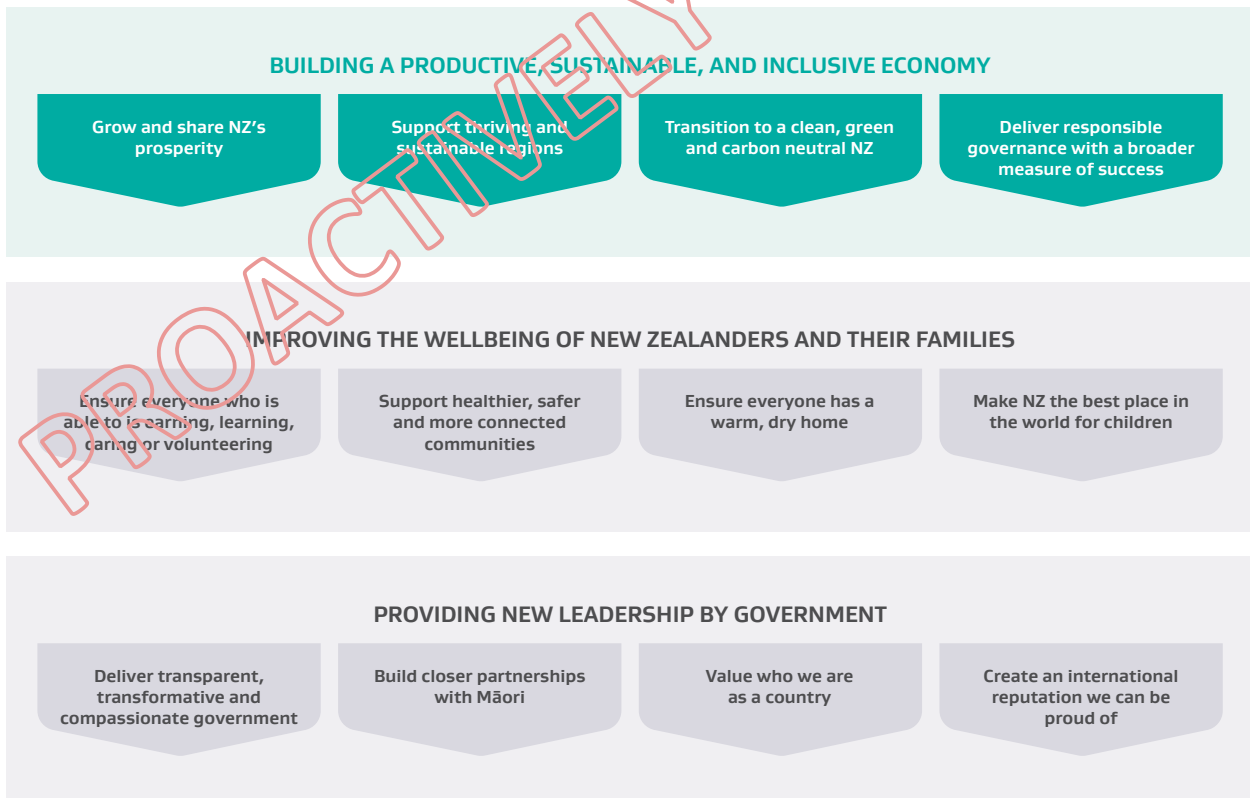 BUILDING A PRODUCTIVE, SUSTAINABLE, AND INCLUSIVE ECONOMY
Grow and share NZ's
prosperity
Support thriving and
sustainable regions
Transition to a clean, green
and carbon neutral NZ
Deliver responsible
governance with a broader
measure of success
IMPROVING THE WELLBEING OF NEW ZEALANDERS AND THEIR FAMILIES
Ensure everyone who is
able to is earning, learning,
caring or volunteering
Support healthier, safer
and more connected
communities
Ensure everyone has a
warm, dry home
Make NZ the best place in
the world for children
PROVIDING NEW LEADERSHIP BY GOVERNMENT
Deliver transparent,
transformative and
compassionate government
Build closer partnerships
with Māori
Value who we are
as a country
Create an international
reputation we can be
proud of
PROACTIVELY